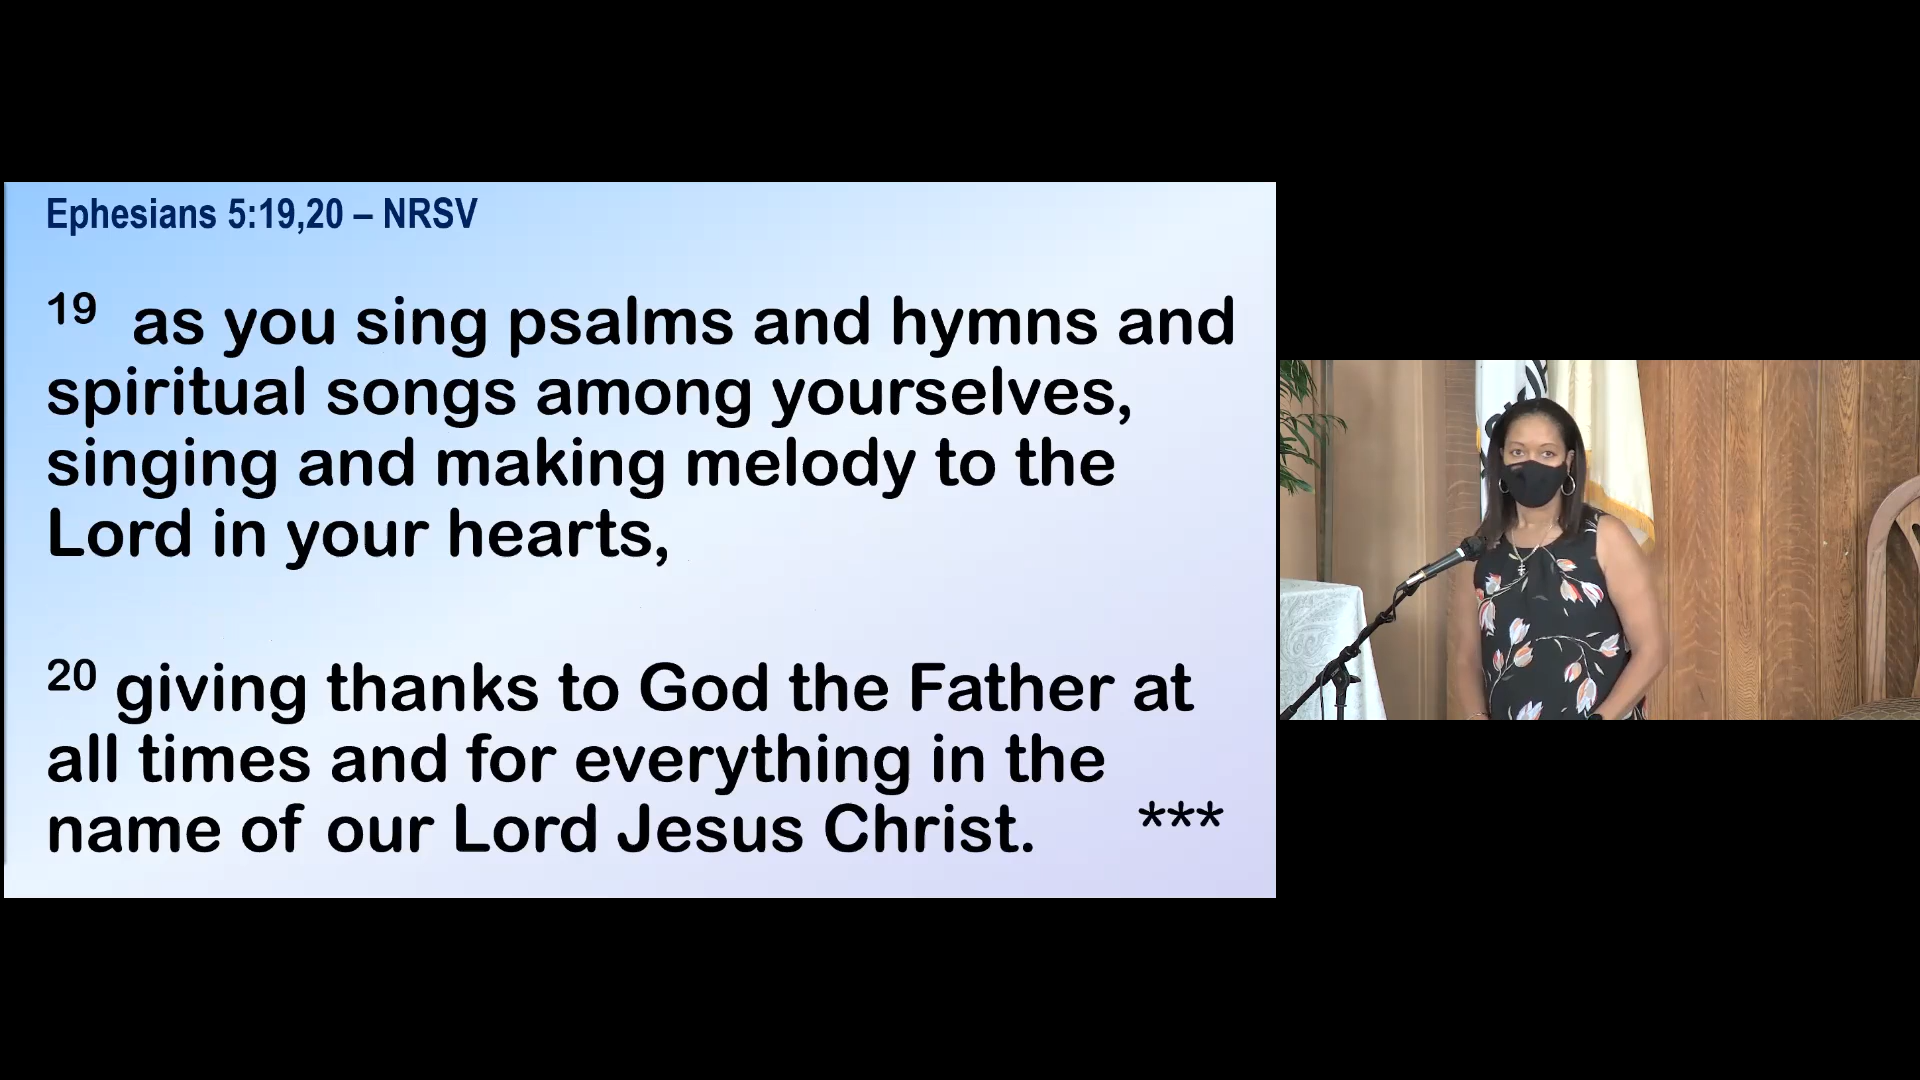 Ephesians 5:19,20 – NRSV
19 as you sing psalms and hymns and
spiritual songs among yourselves,
singing and making melody to the
Lord in your hearts,
20 giving thanks to God the Father at
all times and for everything in the
name of our Lord Jesus Christ. ***